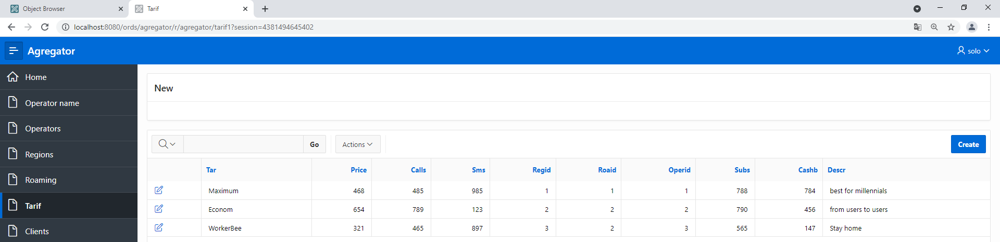 Object Browser
Tarif
localhost:8080/ords/agregator/r/agregator/tarif1?session=4381494645402
Agregator
solo
Home
Operator name
Operators
Regions
Roaming
Tarif
Clients
New
Go
Actions
Create
Tar Price Calls Sms Regid Roaid Operid Subs Cashb Descr
Maximum 468 485 985 1 1 1 788 784 best for millennials
Econom 654 789 123 2 2 2 790 456 from users to users
WorkerBee 321 465 897 3 2 3 565 147 Stay home